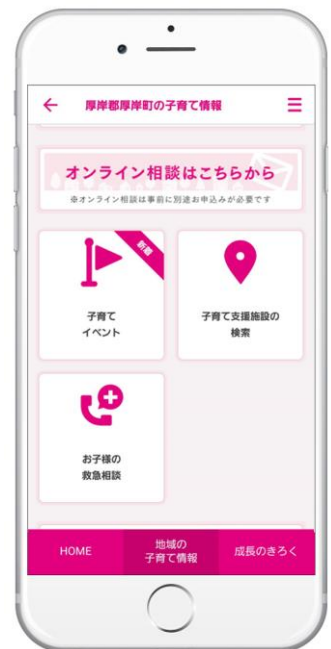 厚岸郡厚岸町の子育て情報
オンライン相談はこちらから
※オンライン相談は事前に別途お申込みが必要です
新着
子育て
イベント
子育て支援施設の
検索
お子様の
救急相談
HOME
地域の
子育て情報
成長のきろく